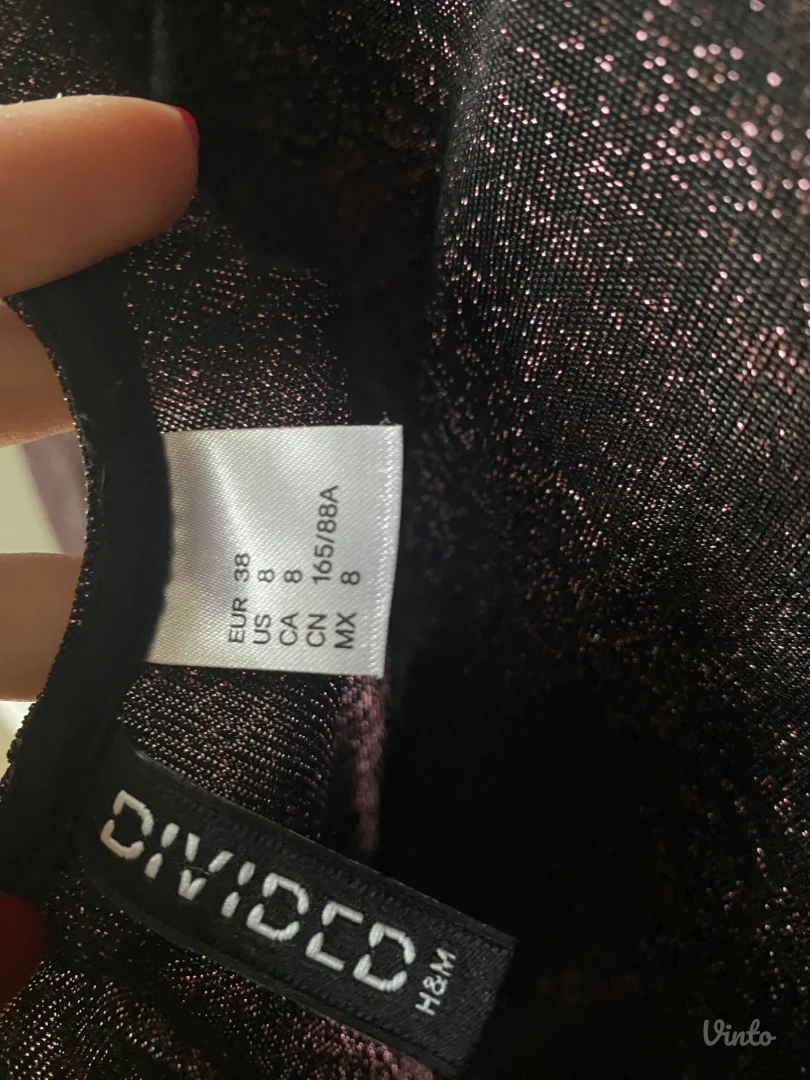 EUR 38
US 8
CA 8
CN 165/88A
MX 8
DIVIDED
H&M
Vinto